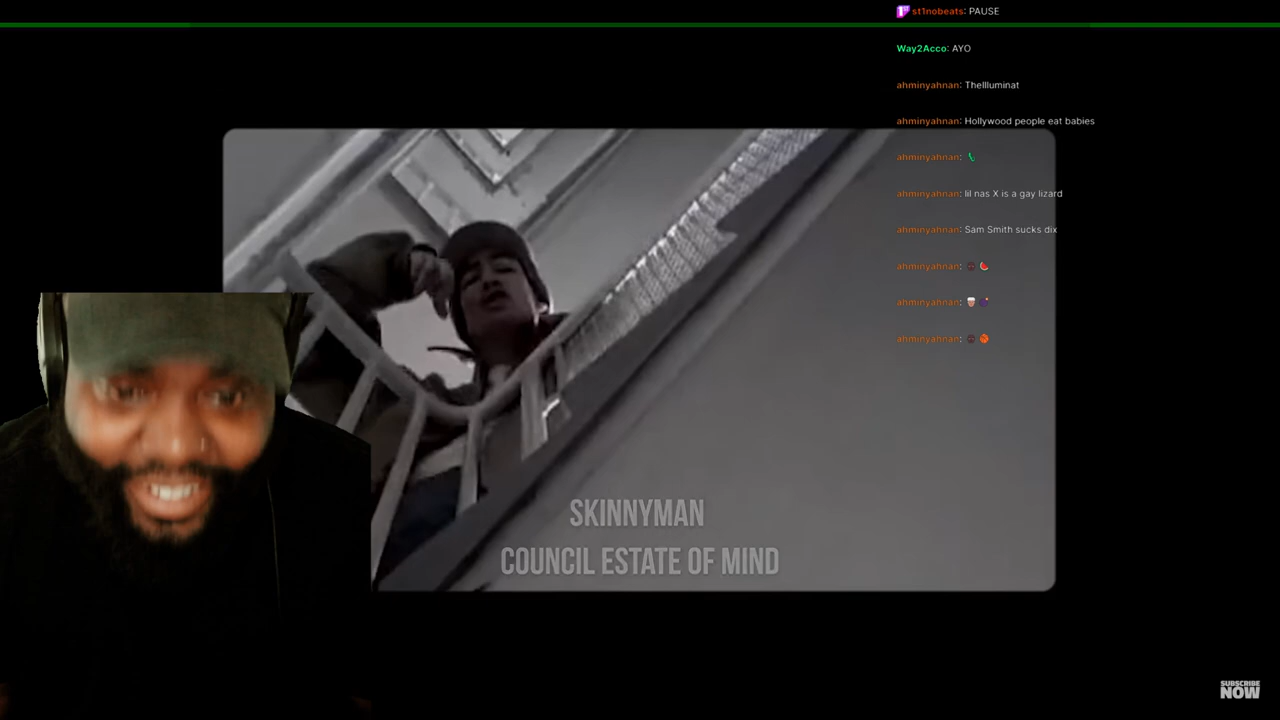 st1nobeats: PAUSE
Way2Acco: AYO
ahminyahnan: TheIlluminat
ahminyahnan: Hollywood people eat babies
ahminyahnan: 🦎
ahminyahnan: lil nas X is a gay lizard
ahminyahnan: Sam Smith sucks dix
ahminyahnan:
ahminyahnan:
ahminyahnan:
SKINNYMAN
COUNCIL ESTATE OF MIND
SUBSCRIBE
NOW